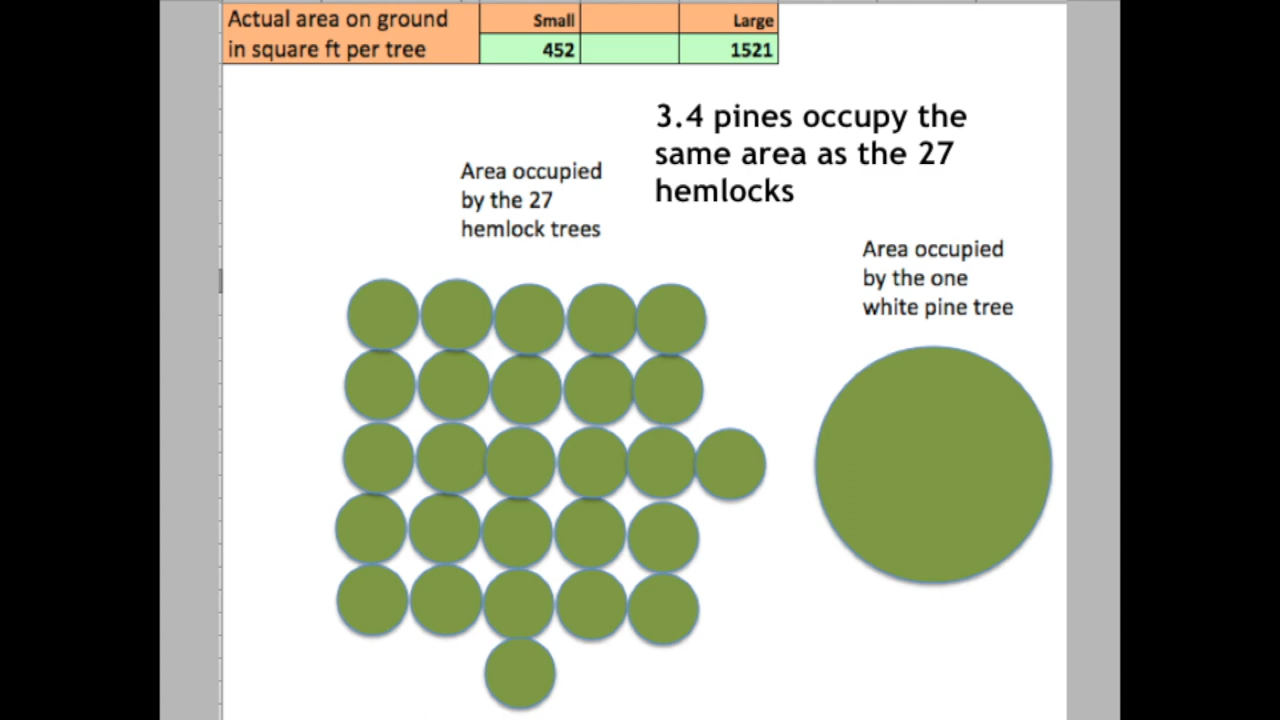 Actual area on ground
in square ft per tree
Small
Large
452
1521
3.4 pines occupy the
same area as the 27
hemlocks
Area occupied
by the 27
hemlock trees
Area occupied
by the one
white pine tree